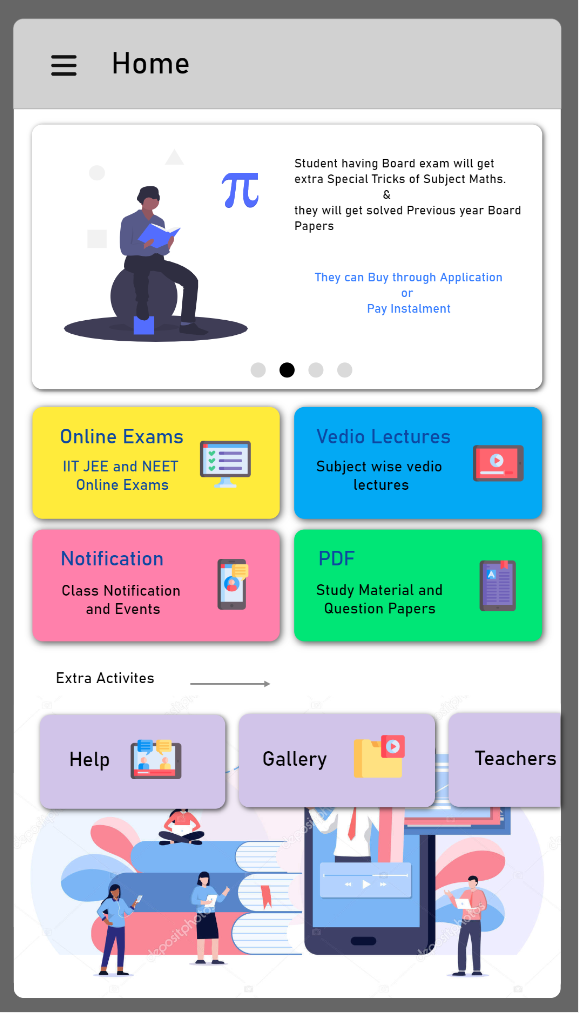 Home
π
Student having Board exam will get
extra Special Tricks of Subject Maths.
&
they will get solved Previous year Board
Papers
They can Buy through Application
or
Pay Instalment
Online Exams
IIT JEE and NEET
Online Exams
Vedio Lectures
Subject wise vedio
lectures
Notification
Class Notification
and Events
PDF
Study Material and
Question Papers
Extra Activites
Help
Gallery
Teachers
depositphotos
depositphotos